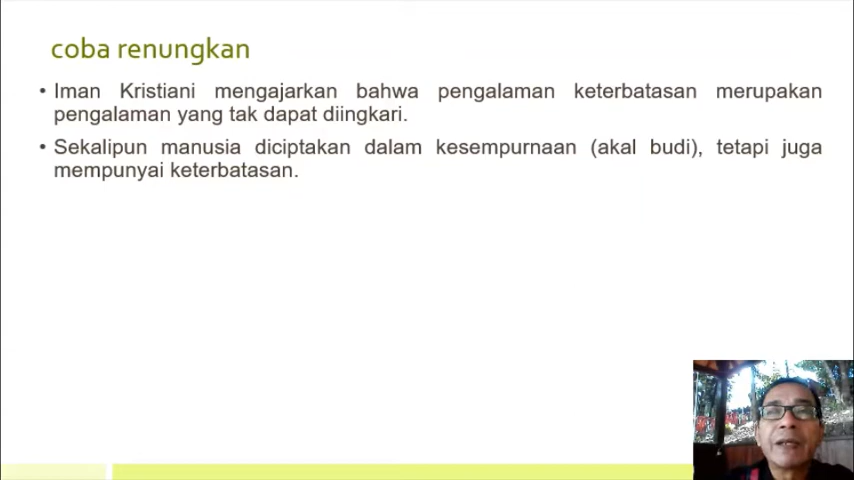 coba renungkan
• Iman Kristiani mengajarkan bahwa pengalaman keterbatasan merupakan
pengalaman yang tak dapat diingkari.
• Sekalipun manusia diciptakan dalam kesempurnaan (akal budi), tetapi juga
mempunyai keterbatasan.